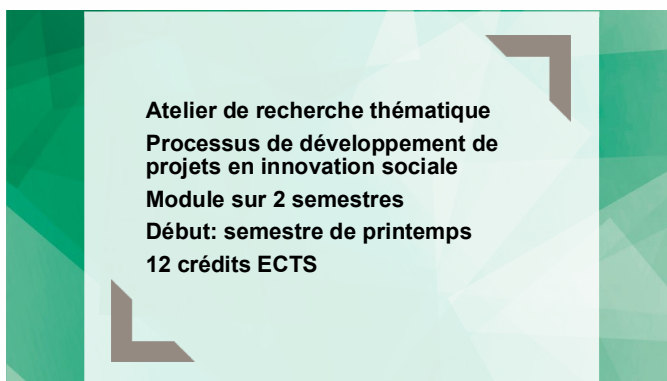 Atelier de recherche thématique
Processus de développement de
projets en innovation sociale
Module sur 2 semestres
Début: semestre de printemps
12 crédits ECTS